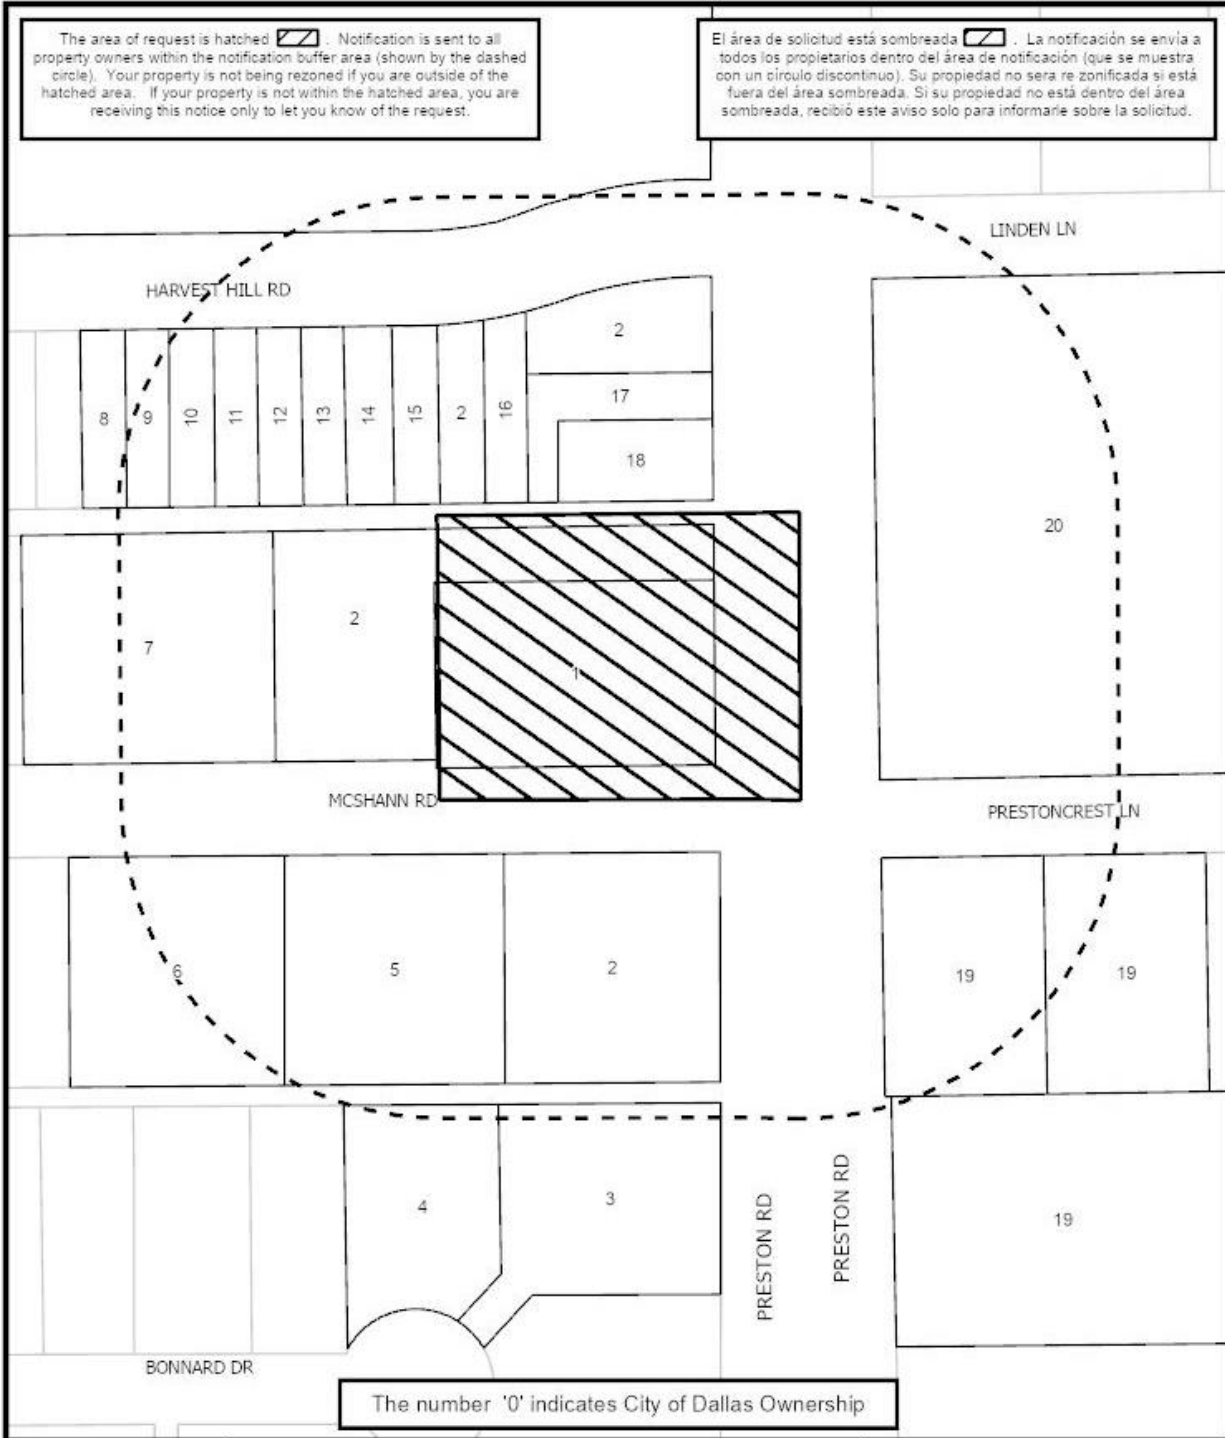 The area of request is hatched . Notification is sent to all
property owners within the notification buffer area (shown by the dashed
circle). Your property is not being rezoned if you are outside of the
hatched area. If your property is not within the hatched area, you are
receiving this notice only to let you know of the request.
El área de solicitud está sombreada . La notificación se envía a
todos los propietarios dentro del área de notificación (que se muestra
con un círculo discontinuo). Su propiedad no sera re zonificada si está
fuera del área sombreada. Si su propiedad no está dentro del área
sombreada, recibió este aviso solo para informarle sobre la solicitud.
LINDEN LN
HARVEST HILL RD
2
17
18
8
9
10
11
12
13
14
15
2
16
20
7
2
1
MCSHANN RD
PRESTONCREST LN
6
5
2
19
19
4
3
PRESTON RD
PRESTON RD
19
BONNARD DR
The number '0' indicates City of Dallas Ownership